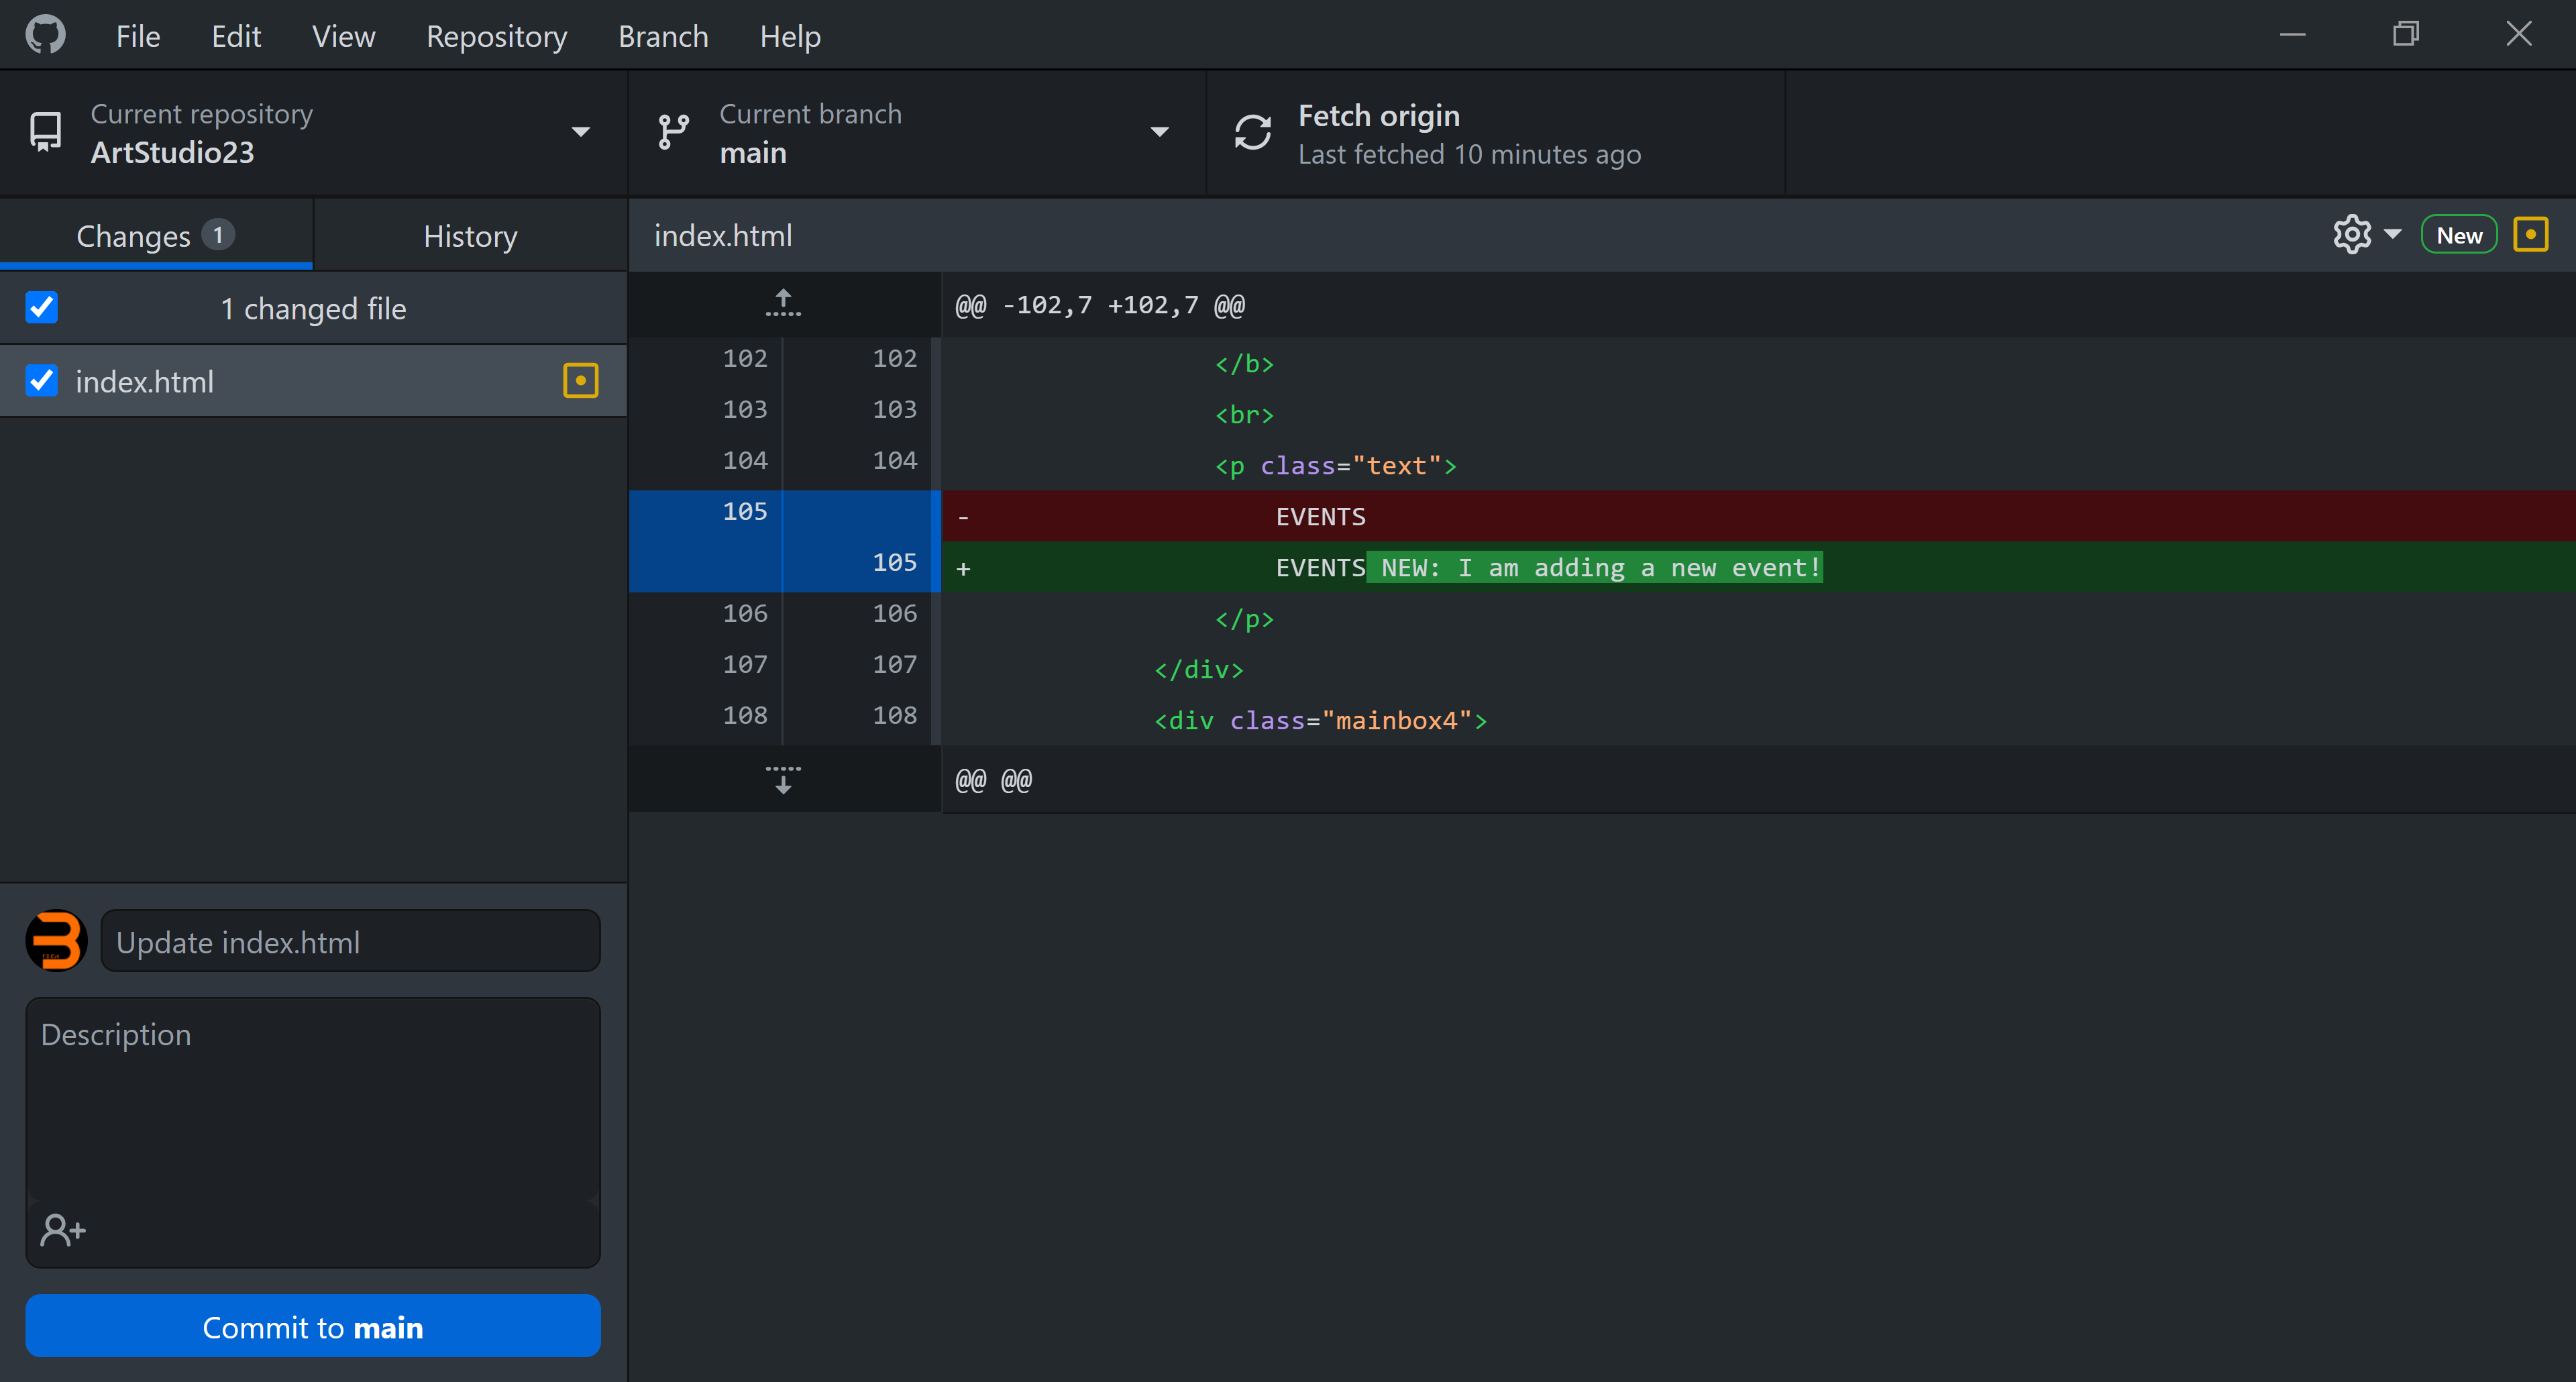 File Edit View Repository Branch Help
Current repository
ArtStudio23
Current branch
main
Fetch origin
Last fetched 10 minutes ago
Changes 1
History
index.html
New
1 changed file
index.html
@@ -102,7 +102,7 @@
102 102 </b>
103 103 <br>
104 104 <p class="text">
105 - EVENTS
105 + EVENTS NEW: I am adding a new event!
106 106 </p>
107 107 </div>
108 108 <div class="mainbox4">
@@ @@
Update index.html
Description
Commit to main